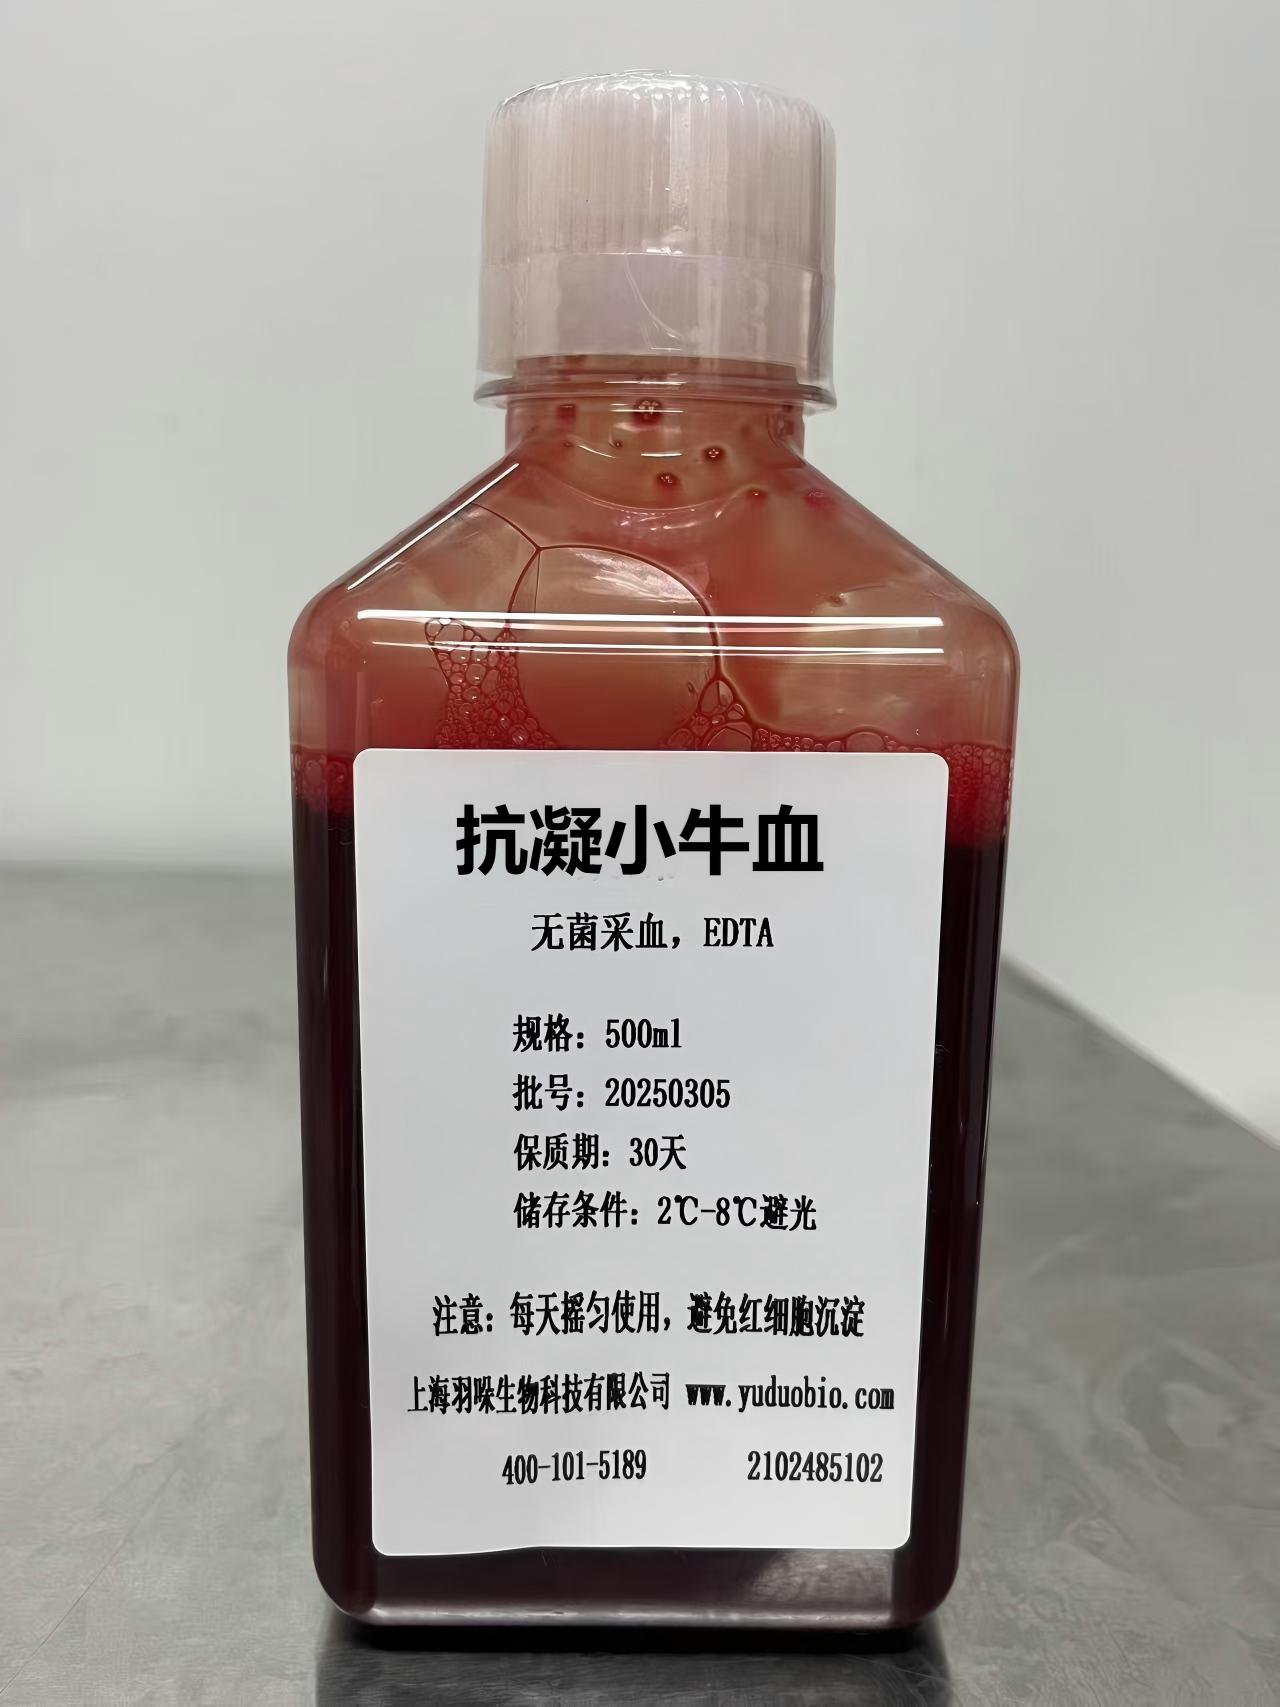 抗凝小牛血
无菌采血，EDTA
规格：500ml
批号：20250305
保质期：30天
储存条件：2℃-8℃避光
注意：每天摇匀使用，避免红细胞沉淀
上海羽哚生物科技有限公司 www.yuduobio.com
400-101-5189 2102485102